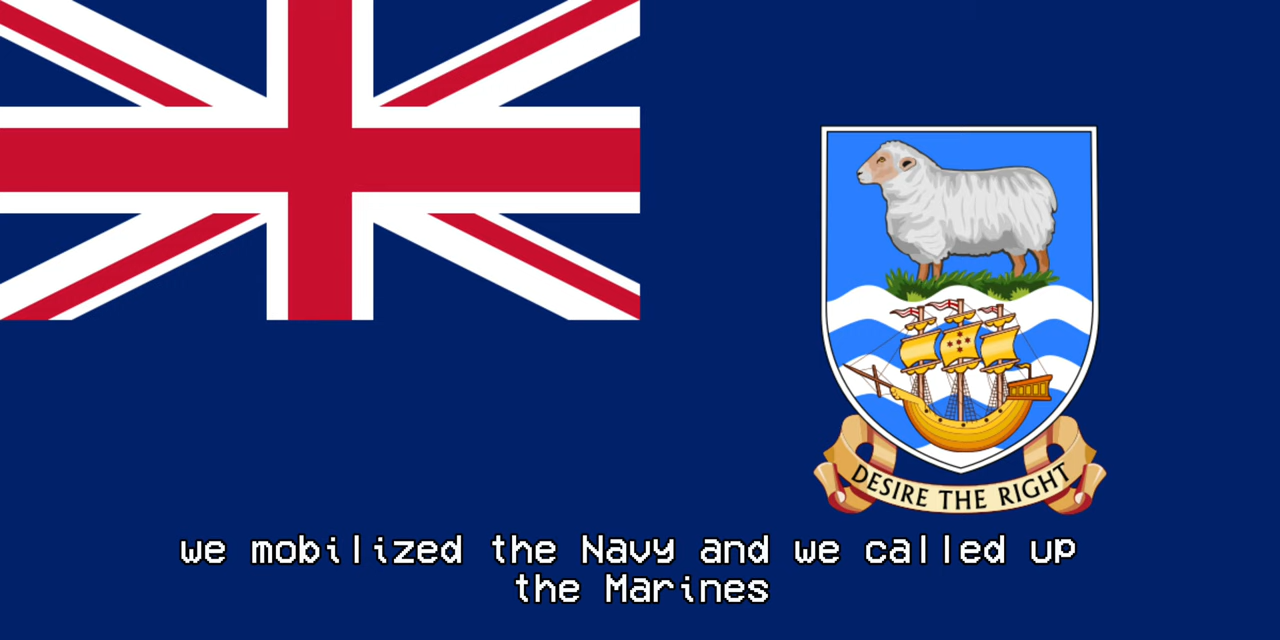 DESIRE THE RIGHT
we mobilized the Navy and we called up
the Marines